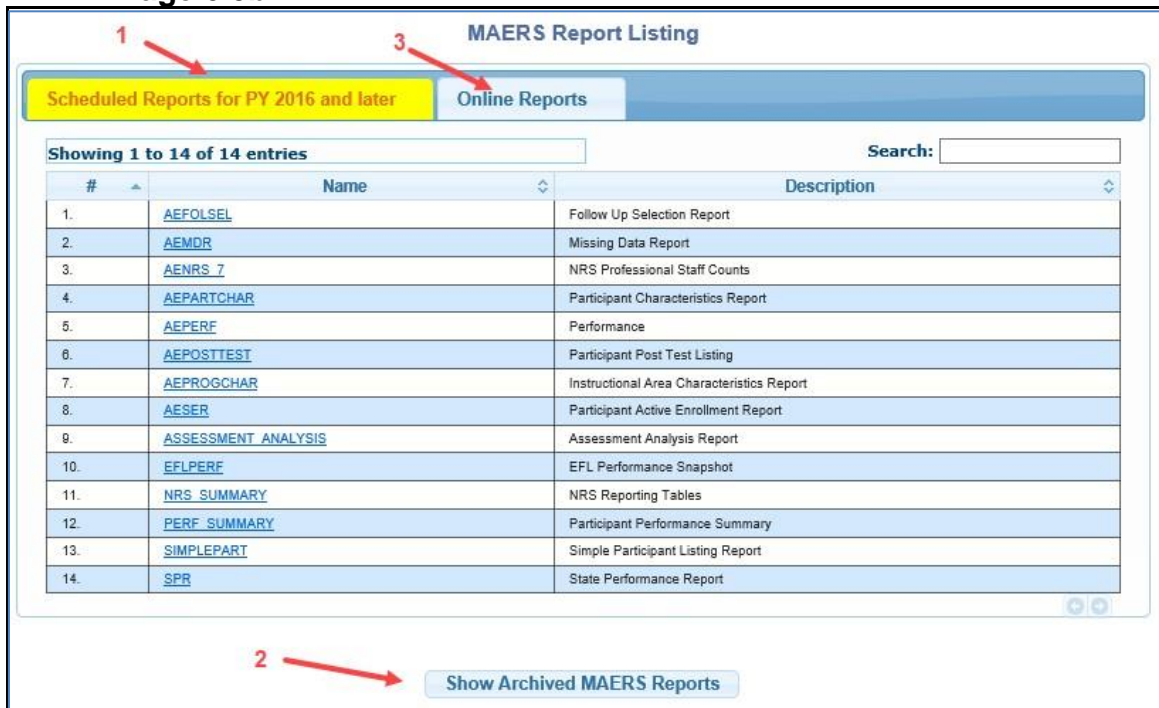 1
3
MAERS Report Listing
Scheduled Reports for PY 2016 and later Online Reports
Showing 1 to 14 of 14 entries Search:
# Name Description
1. AEFOLSEL Follow Up Selection Report
2. AEMDR Missing Data Report
3. AENRS_7 NRS Professional Staff Counts
4. AEPARTCHAR Participant Characteristics Report
5. AEPERF Performance
6. AEPOSTTEST Participant Post Test Listing
7. AEPROGCHAR Instructional Area Characteristics Report
8. AESER Participant Active Enrollment Report
9. ASSESSMENT_ANALYSIS Assessment Analysis Report
10. EFLPERF EFL Performance Snapshot
11. NRS_SUMMARY NRS Reporting Tables
12. PERF_SUMMARY Participant Performance Summary
13. SIMPLEPART Simple Participant Listing Report
14. SPR State Performance Report
2
Show Archived MAERS Reports